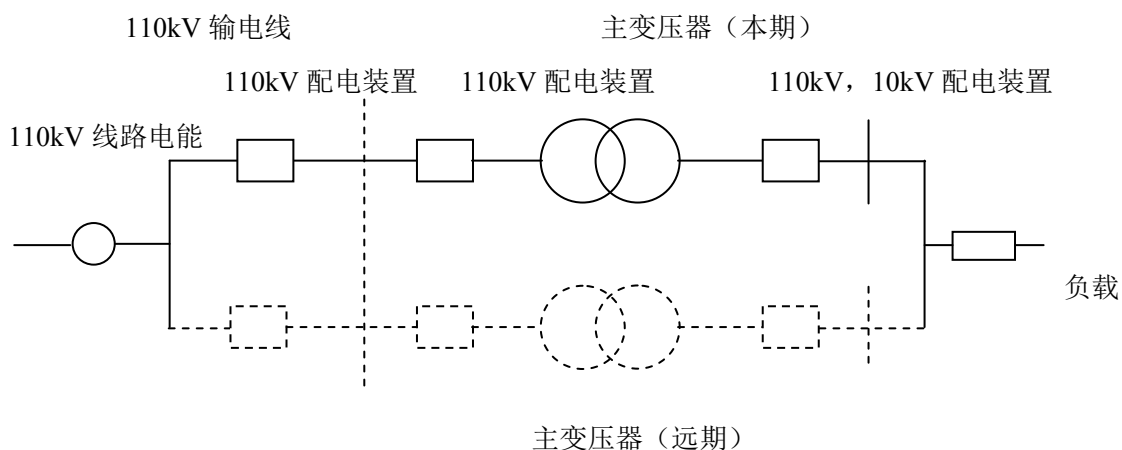 110kV 输电线
主变压器（本期）
110kV 配电装置
110kV 配电装置
110kV，10kV 配电装置
110kV 线路电能
负载
主变压器（远期）